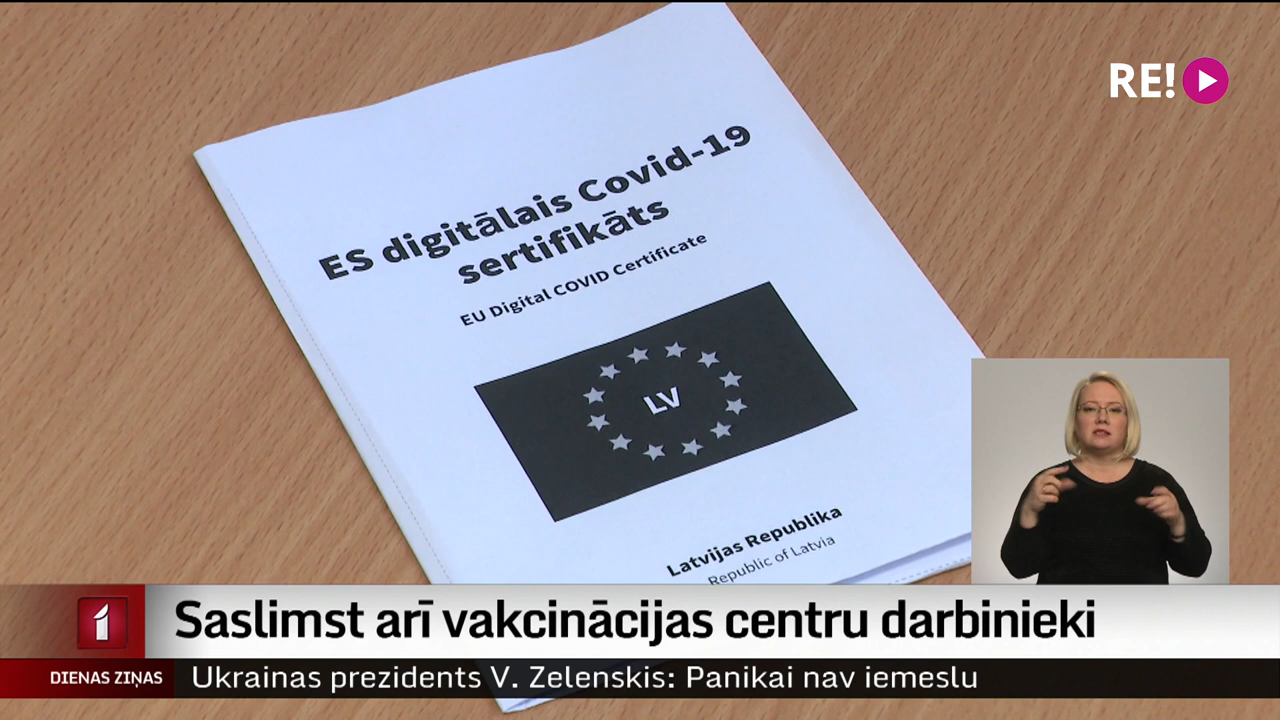 RE!
ES digitālais Covid-19
sertifikāts
EU Digital COVID Certificate
LV
Latvijas Republika
Republic of Latvia
1
Saslimst arī vakcinācijas centru darbinieki
DIENAS ZIŅAS
Ukrainas prezidents V. Zelenskis: Panikai nav iemeslu